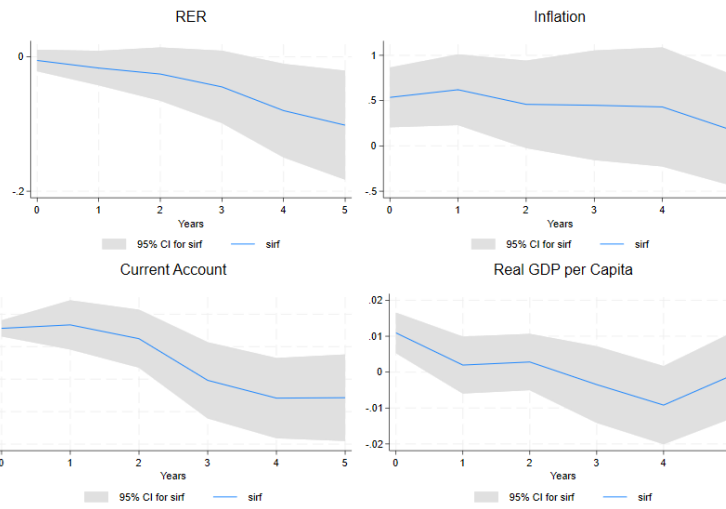 RER
0
-.2
0 1 2 3 4 5
Years
95% CI for sirf sirf
Inflation
1
.5
0
-.5
0 1 2 3 4
Years
95% CI for sirf sirf
Current Account
0 1 2 3 4 5
Years
95% CI for sirf sirf
Real GDP per Capita
.02
.01
0
-.01
-.02
0 1 2 3 4
Years
95% CI for sirf sirf